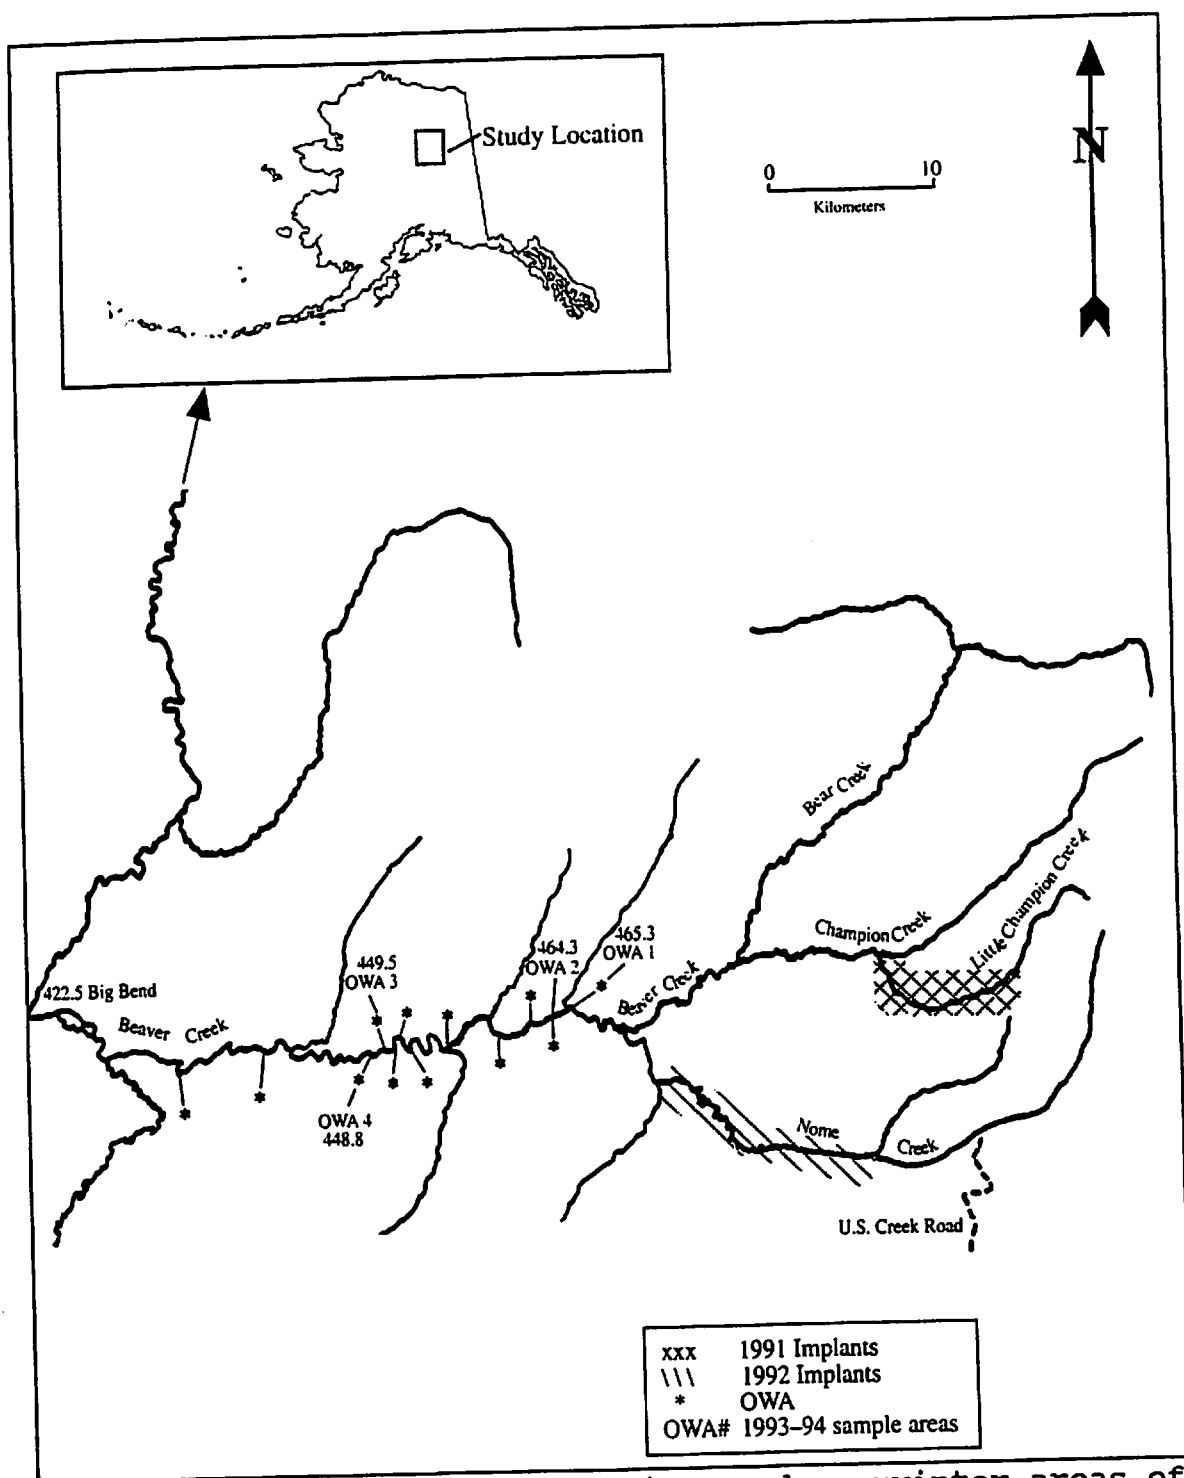 Study Location
0 10
Kilometers
N
Bear Creek
Champion Creek
Little Champion Creek
465.3
OWA 1
464.3
OWA 2
Beaver Creek
449.5
OWA 3
422.5 Big Bend
Beaver Creek
OWA 4
448.8
Nome Creek
U.S. Creek Road
xxx 1991 Implants
\\\ 1992 Implants
* OWA
OWA# 1993–94 sample areas
areas of